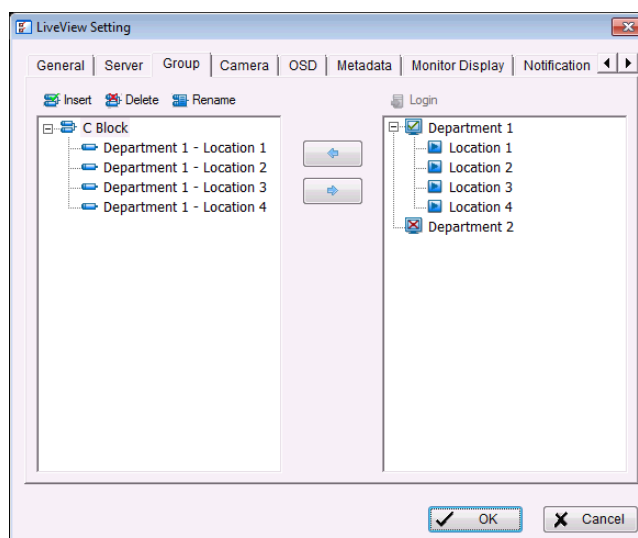 LiveView Setting
General Server Group Camera OSD Metadata Monitor Display Notification
Insert Delete Rename
Login
C Block
Department 1 - Location 1
Department 1 - Location 2
Department 1 - Location 3
Department 1 - Location 4
Department 1
Location 1
Location 2
Location 3
Location 4
Department 2
OK Cancel